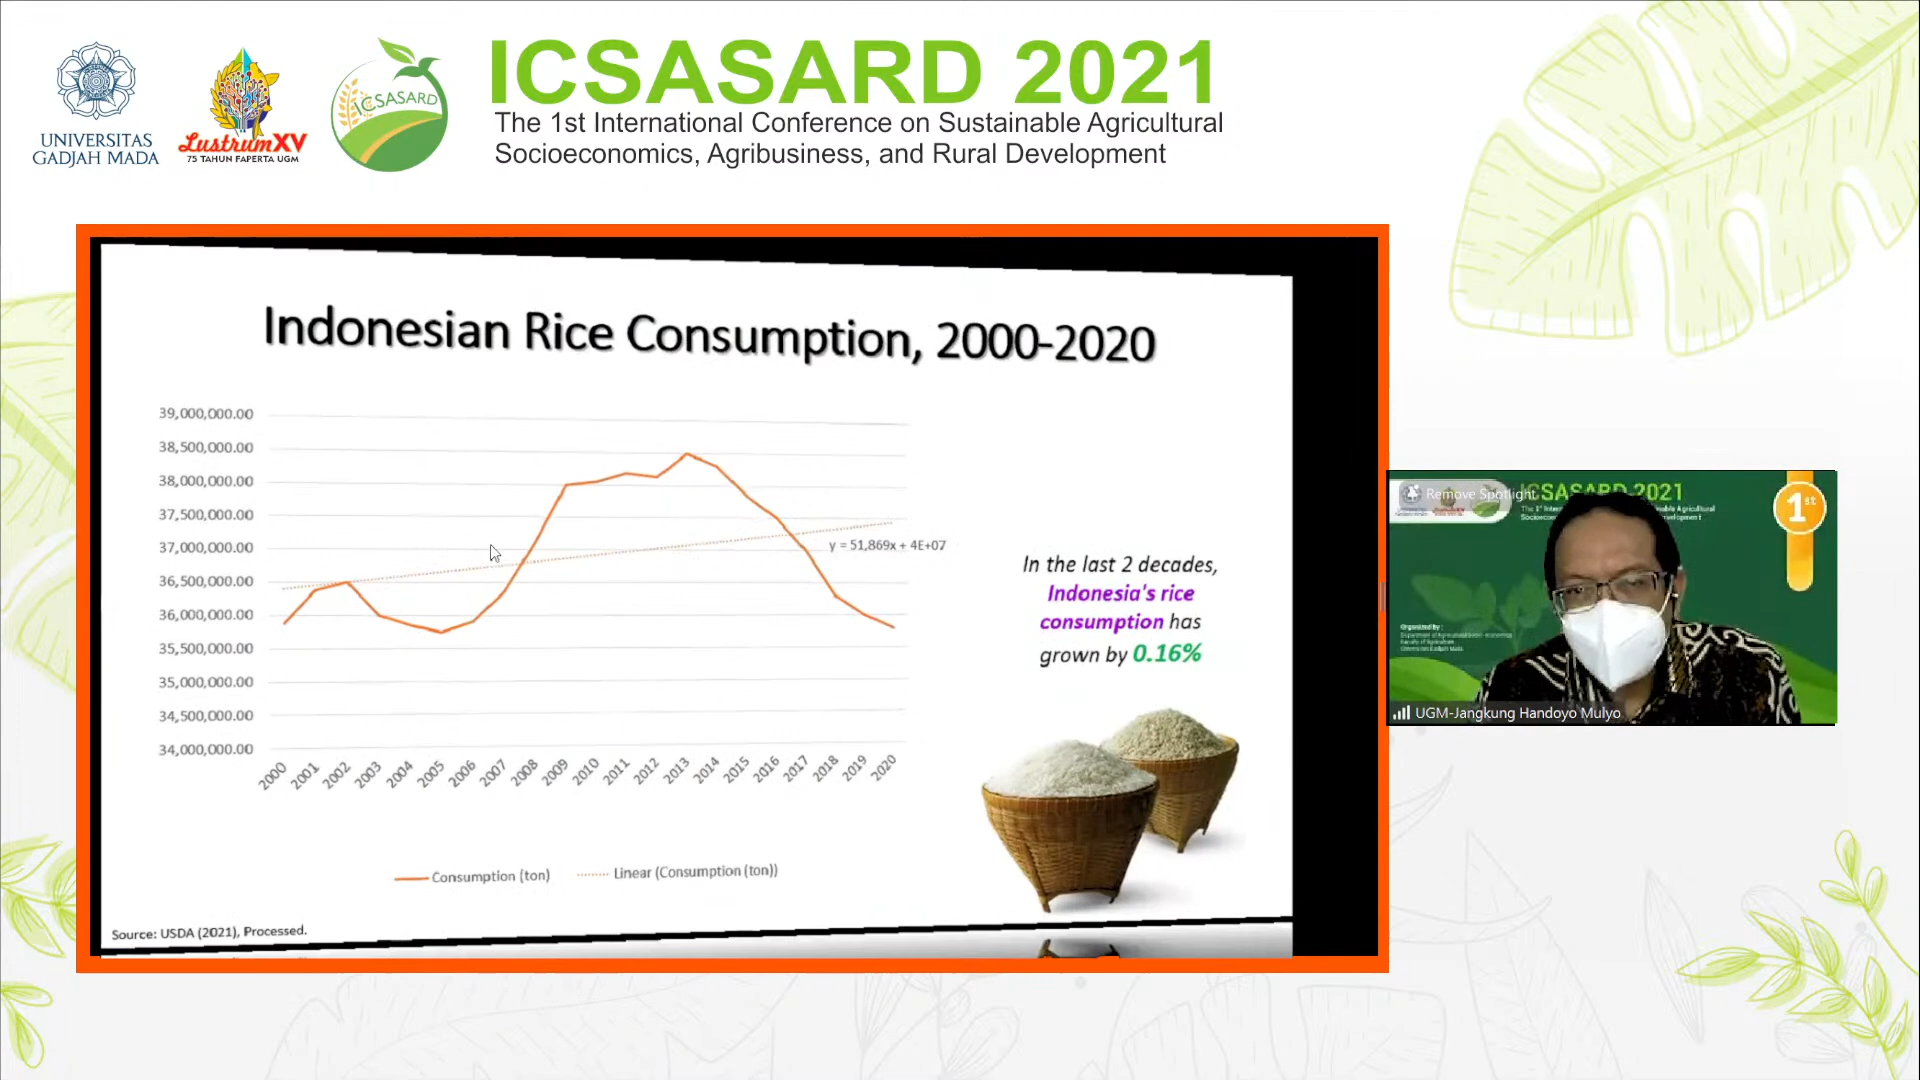 UNIVERSITAS
GADJAH MADA
LustrumXV
75 TAHUN FAPERTA UGM
ICSASARD
ICSASARD 2021
The 1st International Conference on Sustainable Agricultural
Socioeconomics, Agribusiness, and Rural Development
Indonesian Rice Consumption, 2000-2020
39,000,000.00
38,500,000.00
38,000,000.00
37,500,000.00
37,000,000.00
36,500,000.00
36,000,000.00
35,500,000.00
35,000,000.00
34,500,000.00
34,000,000.00
2000 2001 2002 2003 2004 2005 2006 2007 2008 2009 2010 2011 2012 2013 2014 2015 2016 2017 2018 2019 2020
y = 51,869x + 4E+07
Consumption (ton)
Linear (Consumption (ton))
In the last 2 decades,
Indonesia's rice
consumption has
grown by 0.16%
Source: USDA (2021), Processed.
Remove Spotlight
2021
1st
Organized by :
UGM-Jangkung Handoyo Mulyo